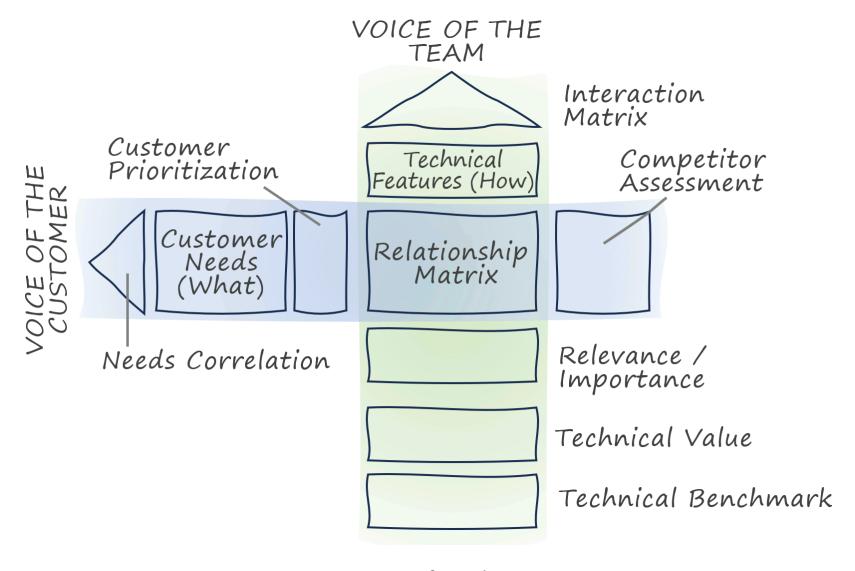 VOICE OF THE
TEAM
Interaction
Matrix
Customer
Prioritization
Technical
Features (How)
Competitor
Assessment
VOICE OF THE
CUSTOMER
Customer
Needs
(What)
Relationship
Matrix
Needs Correlation
Relevance /
Importance
Technical Value
Technical Benchmark